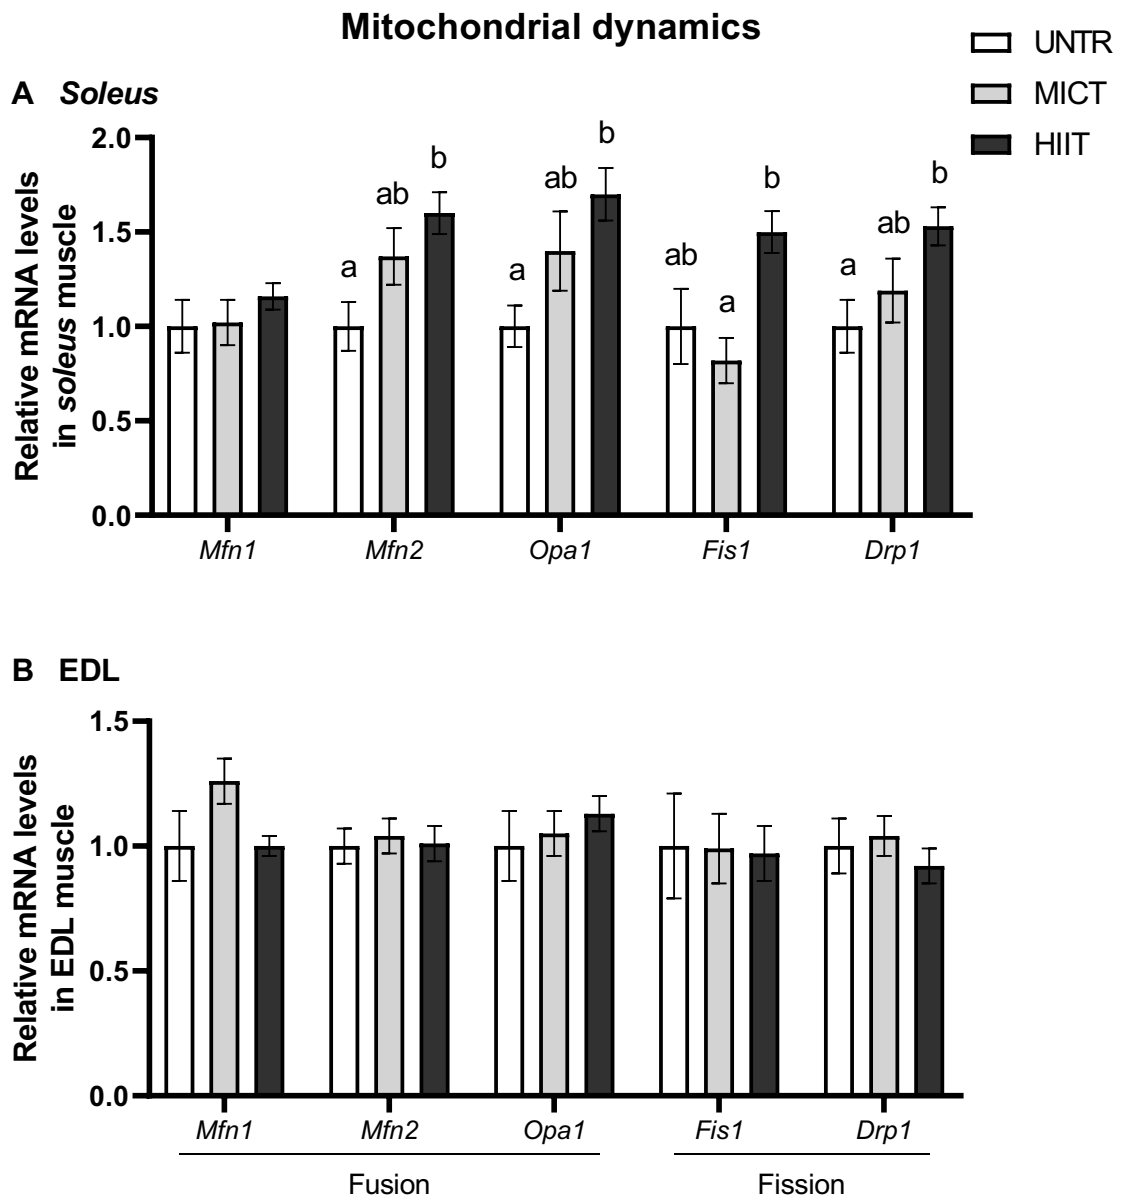 Mitochondrial dynamics
UNTR
MICT
HIIT
A Soleus
Relative mRNA levels
in soleus muscle
2.0
1.5
1.0
0.5
0.0
a
ab
b
a
ab
b
ab
a
b
a
ab
b
Mfn1 Mfn2 Opa1 Fis1 Drp1
B EDL
Relative mRNA levels
in EDL muscle
1.5
1.0
0.5
0.0
Mfn1 Mfn2 Opa1 Fis1 Drp1
Fusion Fission